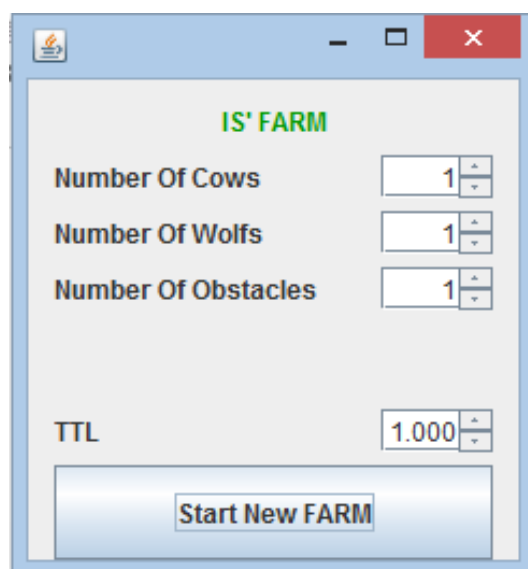 IS' FARM
Number Of Cows 1
Number Of Wolfs 1
Number Of Obstacles 1
TTL 1.000
Start New FARM